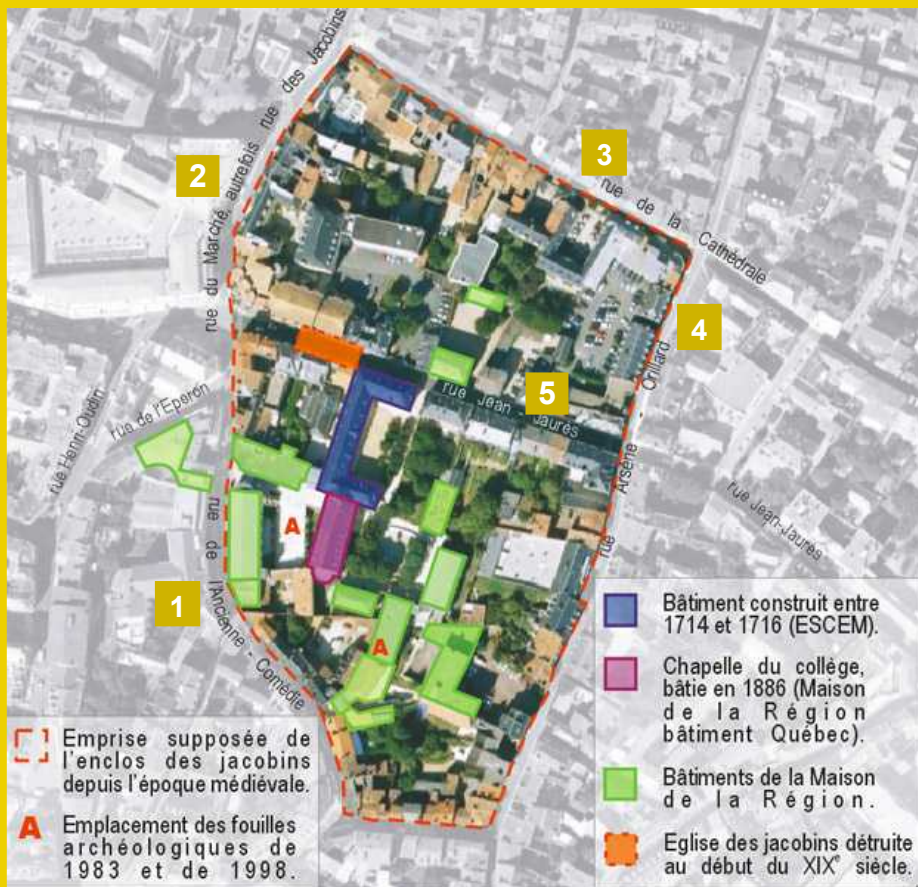 rue du Marché, autrefois rue des Jacobins
2
3
rue de la Cathédrale
4
rue Arsène Orillard
5
rue Jean - Jaurès
rue de l'Eperon
rue Henri-Oudin
rue Jean-Jaurès
A
rue de l'Ancienne - Comédie
1
A
Emprise supposée de
l'enclos des jacobins
depuis l'époque médiévale.
A Emplacement des fouilles
archéologiques de
1983 et de 1998.
Bâtiment construit entre
1714 et 1716 (ESCEM).
Chapelle du collège,
bâtie en 1886 (Maison
de la Région
bâtiment Québec).
Bâtiments de la Maison
de la Région.
Eglise des jacobins détruite
au début du XIXe siècle.